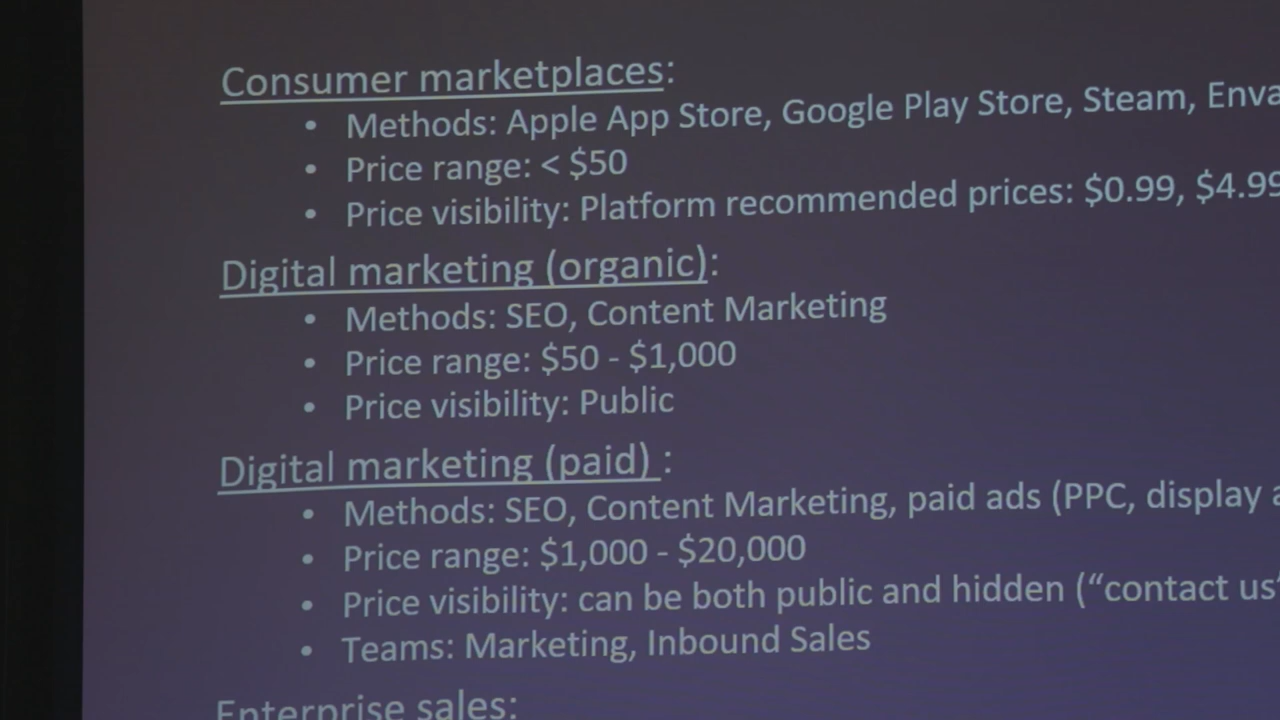 Consumer marketplaces:
• Methods: Apple App Store, Google Play Store, Steam,
• Price range: < $50
• Price visibility: Platform recommended prices: $0.99, $4.99
Digital marketing (organic):
• Methods: SEO, Content Marketing
• Price range: $50 - $1,000
• Price visibility: Public
Digital marketing (paid) :
• Methods: SEO, Content Marketing, paid ads (PPC, display
• Price range: $1,000 - $20,000
• Price visibility: can be both public and hidden (“contact us”
• Teams: Marketing, Inbound Sales
Enterprise sales: